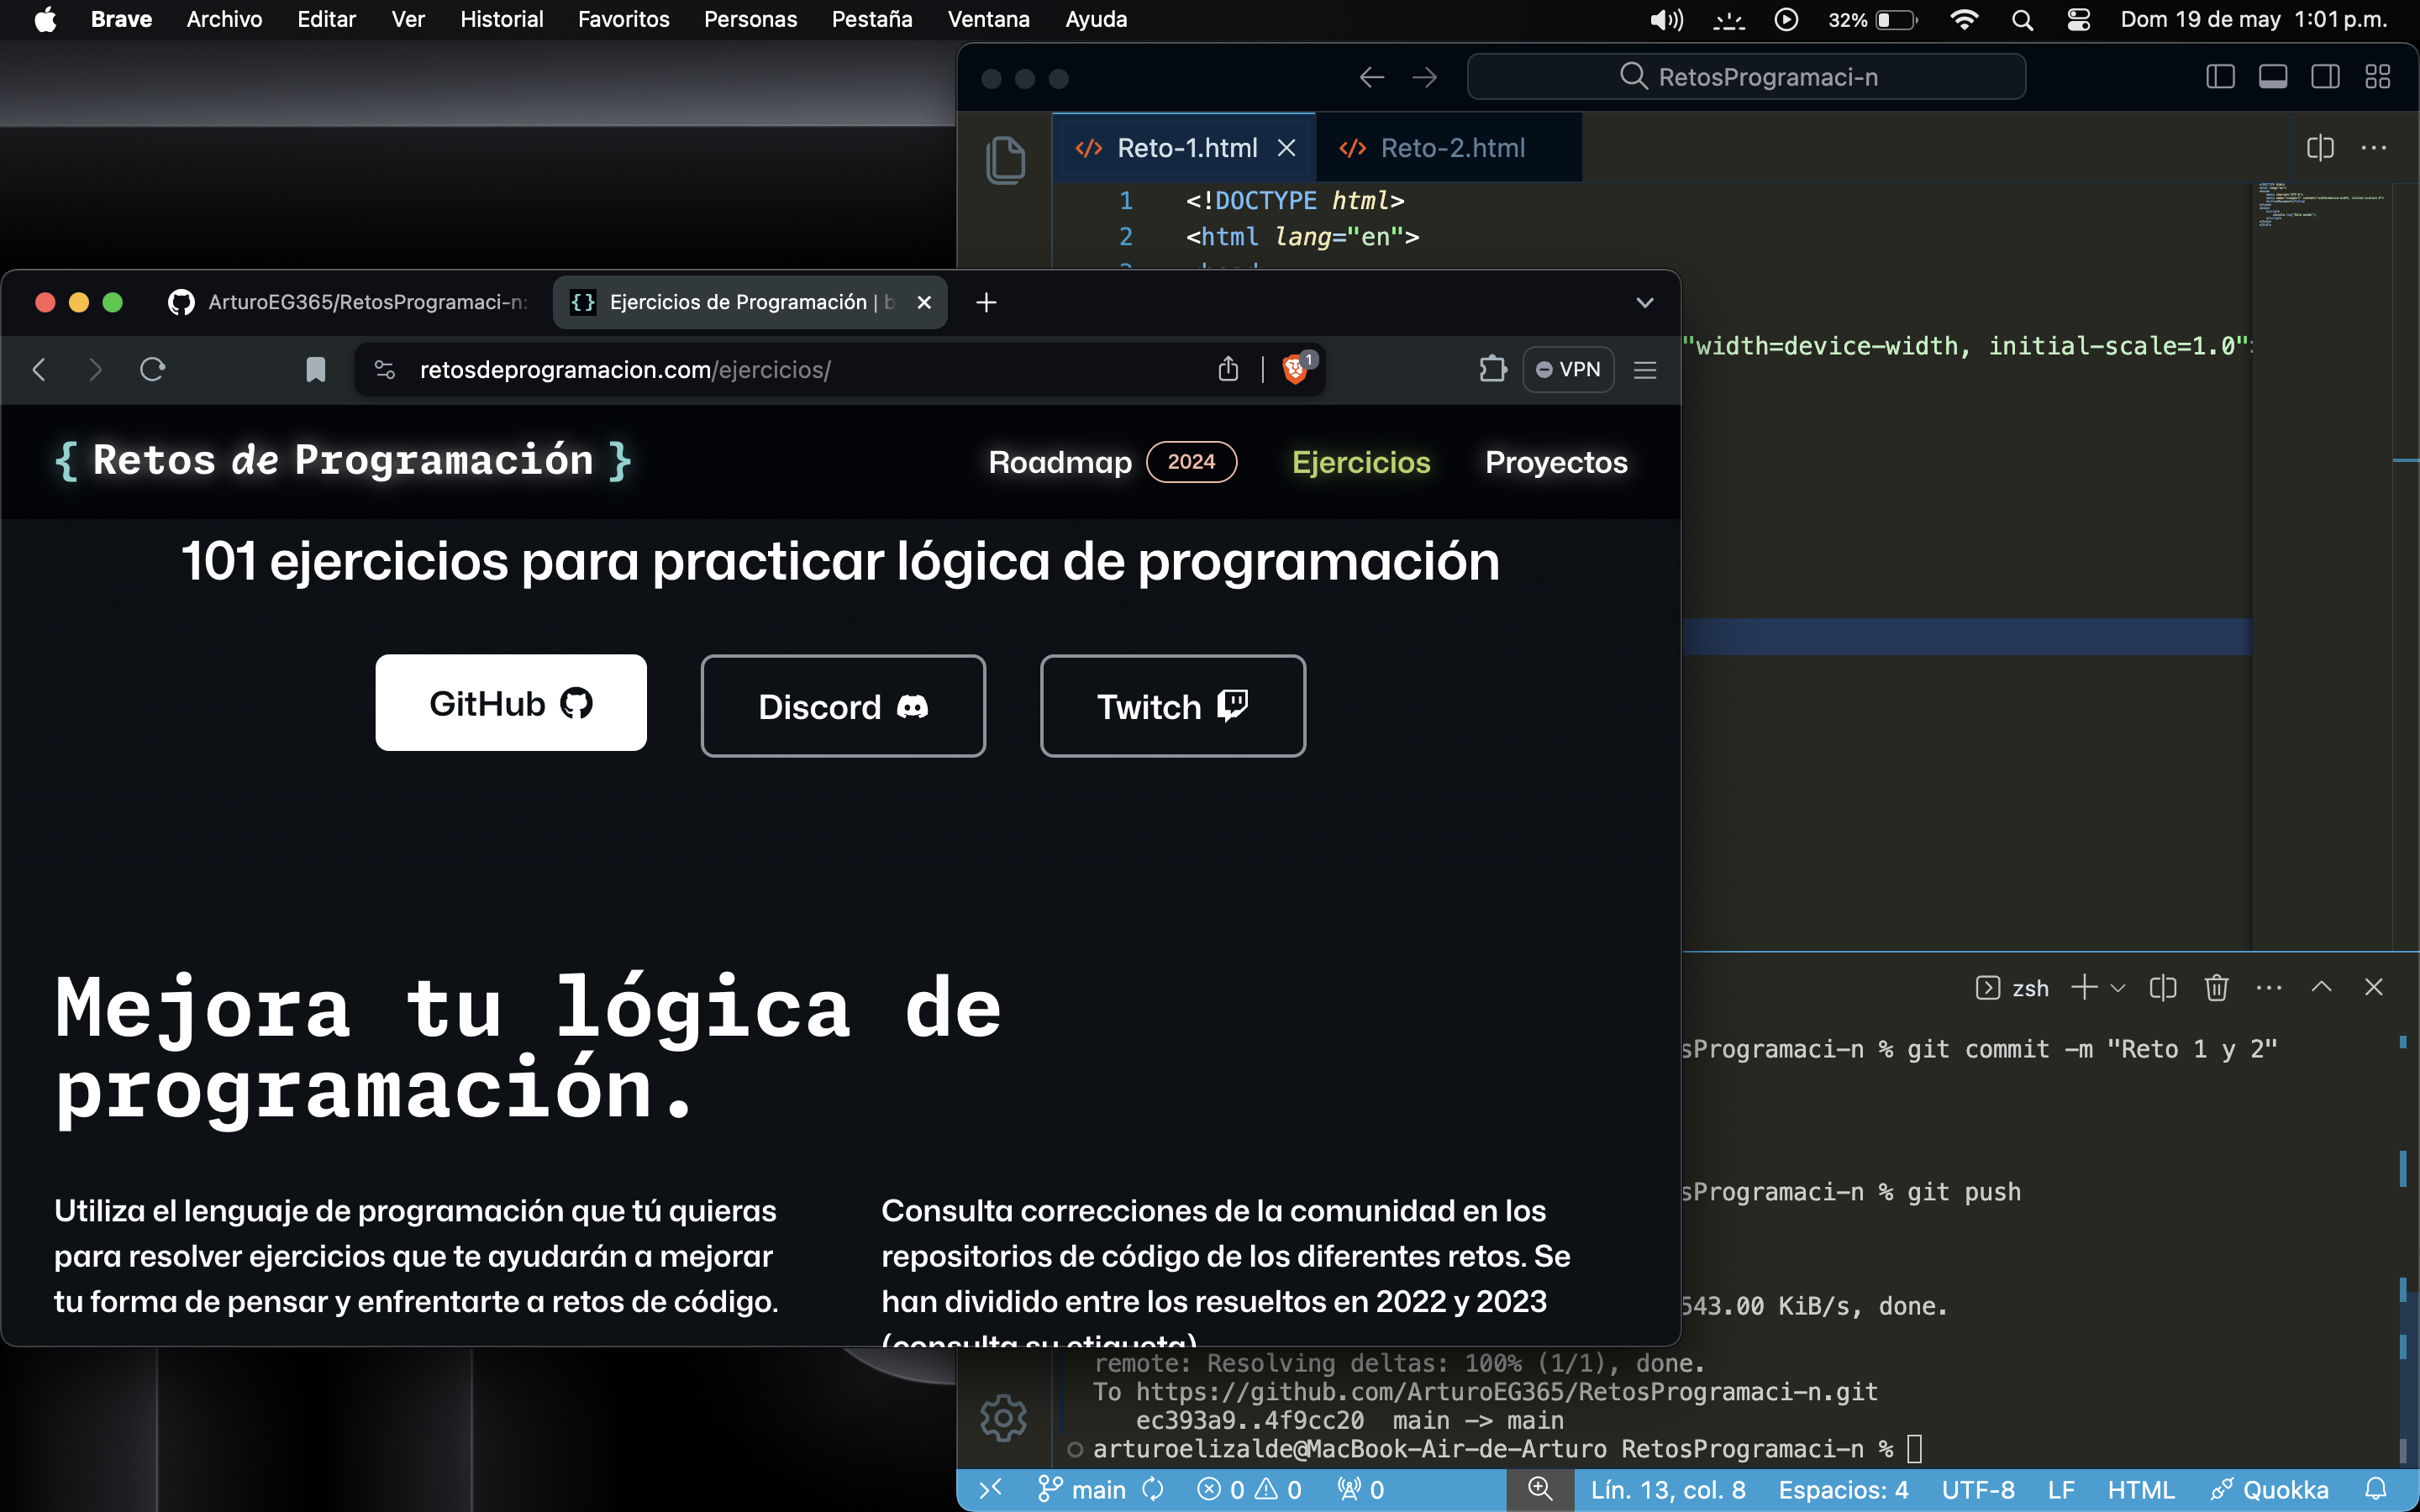 Brave Archivo Editar Ver Historial Favoritos Personas Pestaña Ventana Ayuda 32% Dom 19 de may 1:01 p.m.
RetosProgramaci-n
Reto-1.html Reto-2.html
1 <!DOCTYPE html>
2 <html lang="en">
ArturoEG365/RetosProgramaci-n: Ejercicios de Programación |
retosdeprogramacion.com/ejercicios/ 1 VPN
"width=device-width, initial-scale=1.0"
{ Retos de Programación } Roadmap 2024 Ejercicios Proyectos
101 ejercicios para practicar lógica de programación
GitHub Discord Twitch
Mejora tu lógica de
programación.
Utiliza el lenguaje de programación que tú quieras
para resolver ejercicios que te ayudarán a mejorar
tu forma de pensar y enfrentarte a retos de código.
Consulta correcciones de la comunidad en los
repositorios de código de los diferentes retos. Se
han dividido entre los resueltos en 2022 y 2023
(consulta su etiqueta)
zsh
sProgramaci-n % git commit -m "Reto 1 y 2"
sProgramaci-n % git push
543.00 KiB/s, done.
remote: Resolving deltas: 100% (1/1), done.
To https://github.com/ArturoEG365/RetosProgramaci-n.git
ec393a9..4f9cc20 main -> main
arturoelizalde@MacBook-Air-de-Arturo RetosProgramaci-n %
main 0 0 0 Lín. 13, col. 8 Espacios: 4 UTF-8 LF HTML Quokka